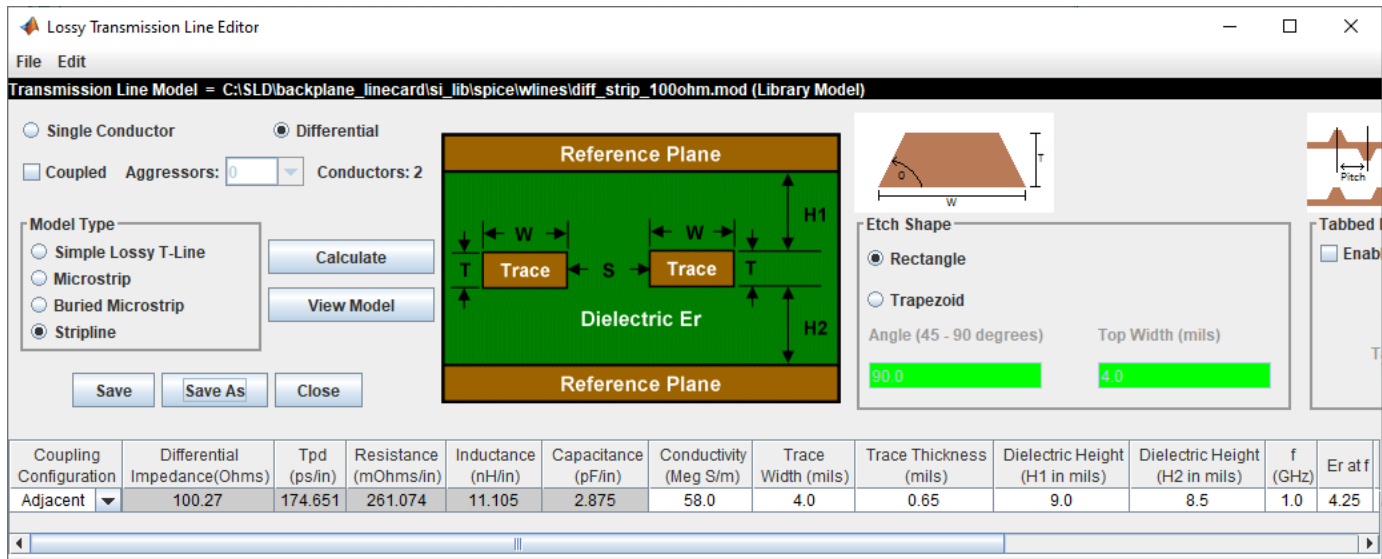 Lossy Transmission Line Editor
File Edit
Transmission Line Model = C:\SLD\backplane_linecard\si_lib\spice\wlines\diff_strip_100ohm.mod (Library Model)
Single Conductor
Differential
Coupled Aggressors: 0 Conductors: 2
Model Type
Simple Lossy T-Line
Microstrip
Buried Microstrip
Stripline
Calculate
View Model
Save
Save As
Close
Reference Plane
H1
W W
T Trace S Trace T
Dielectric Er
H2
Reference Plane
T
0
W
Etch Shape
Rectangle
Trapezoid
Angle (45 - 90 degrees) Top Width (mils)
90.0 4.0
Pitch
Tabbed
Enab
T
Coupling Configuration
Differential Impedance(Ohms)
Tpd (ps/in)
Resistance (mOhms/in)
Inductance (nH/in)
Capacitance (pF/in)
Conductivity (Meg S/m)
Trace Width (mils)
Trace Thickness (mils)
Dielectric Height (H1 in mils)
Dielectric Height (H2 in mils)
f (GHz)
Er at f
Adjacent 100.27 174.651 261.074 11.105 2.875 58.0 4.0 0.65 9.0 8.5 1.0 4.25